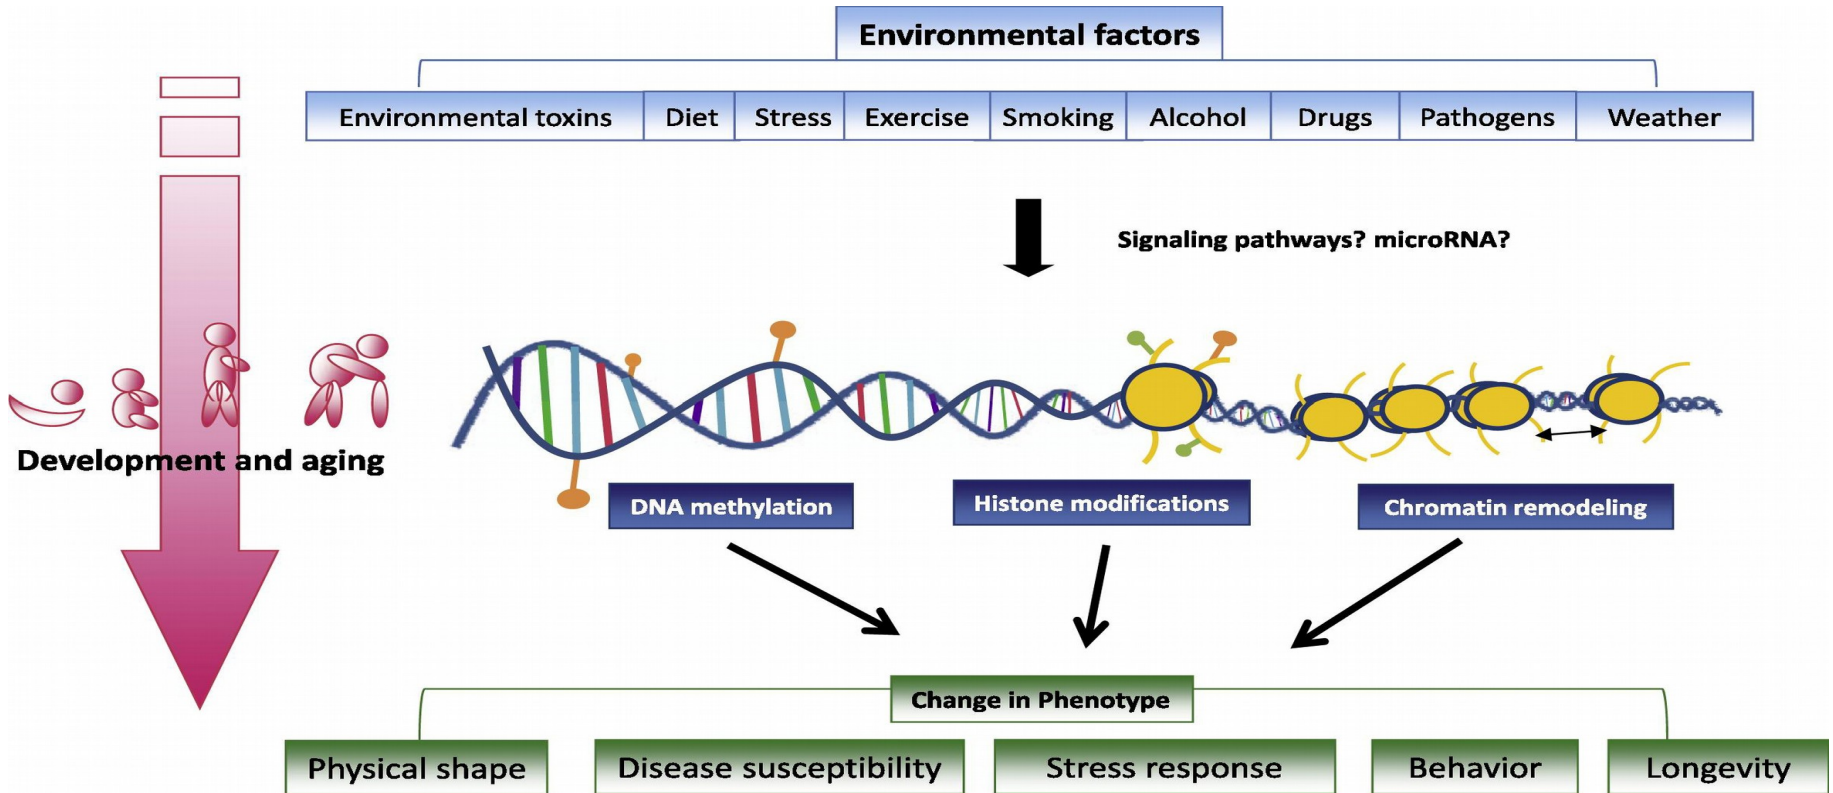 Environmental factors
Environmental toxins Diet Stress Exercise Smoking Alcohol Drugs Pathogens Weather
Signaling pathways? microRNA?
Development and aging
DNA methylation Histone modifications Chromatin remodeling
Change in Phenotype
Physical shape Disease susceptibility Stress response Behavior Longevity